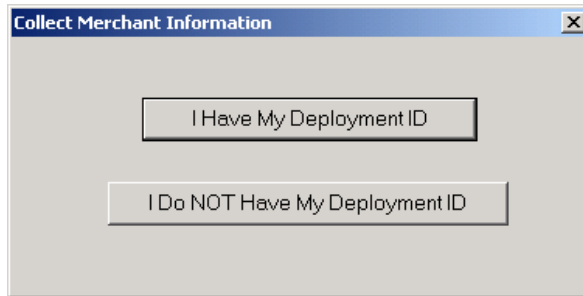 Collect Merchant Information
I Have My Deployment ID
I Do NOT Have My Deployment ID